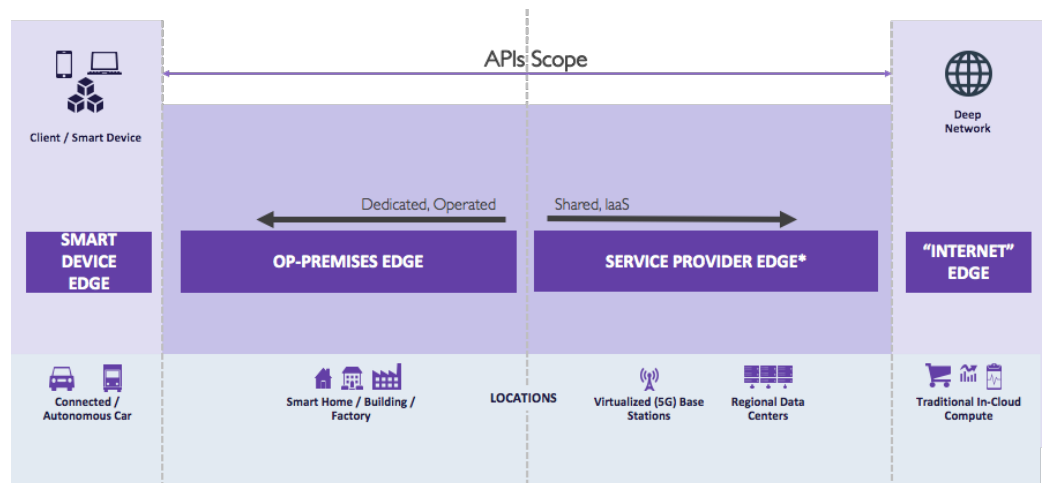 APIs Scope
Client / Smart Device
Deep
Network
Dedicated, Operated
Shared, IaaS
SMART
DEVICE
EDGE
OP-PREMISES EDGE
SERVICE PROVIDER EDGE*
“INTERNET”
EDGE
Connected /
Autonomous Car
Smart Home / Building /
Factory
LOCATIONS
Virtualized (5G) Base
Stations
Regional Data
Centers
Traditional In-Cloud
Compute